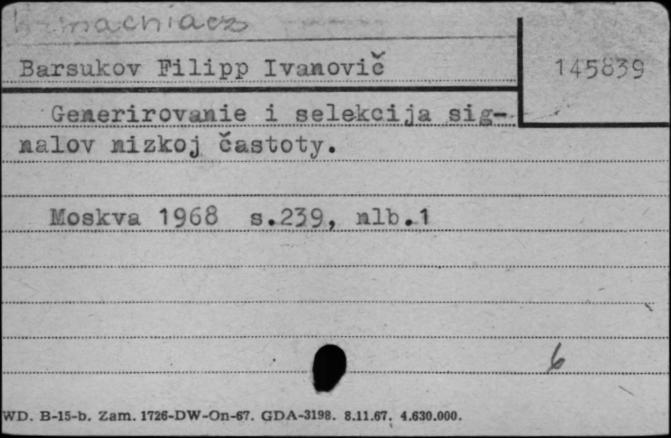 Wzmacniacz
Barsukov Filipp Ivanovič
145839
Generirovanie i selekcija sig-
nalov nizkoj častoty.
Moskva 1968 s.239, nlb.1
6
WD. B-15-b. Zam. 1726-DW-On-67. GDA-3198. 8.11.67. 4.630.000.